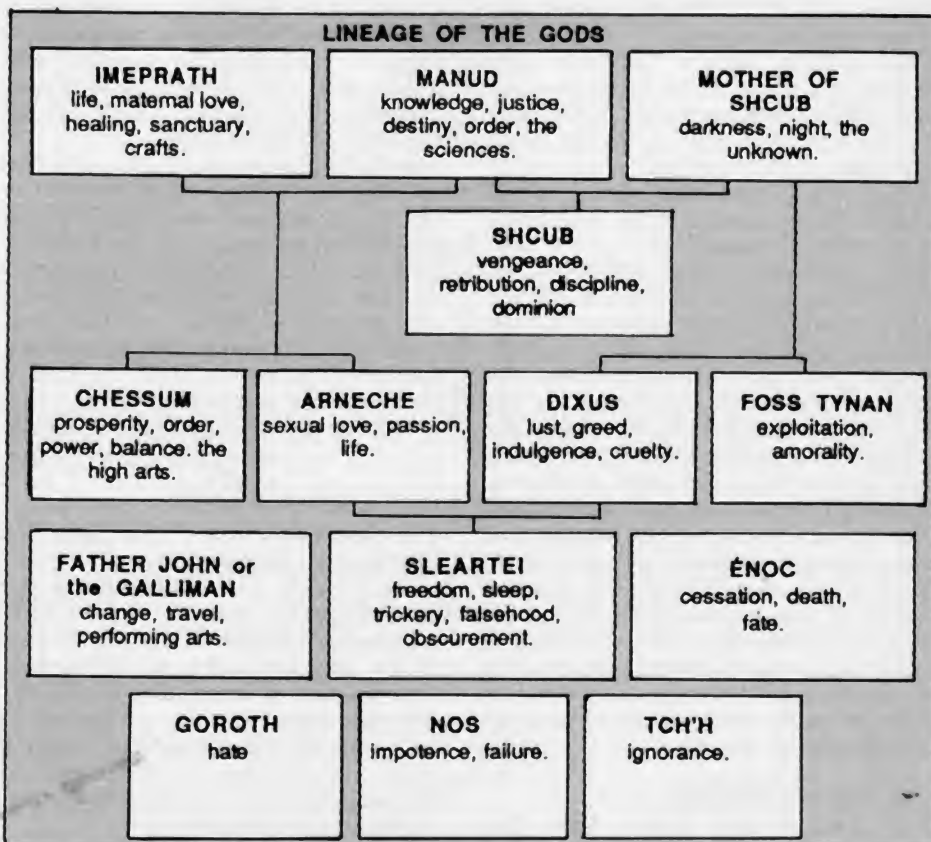 LINEAGE OF THE GODS
IMEPRATH
life, maternal love,
healing, sanctuary,
crafts.
MANUD
knowledge, justice,
destiny, order, the
sciences.
MOTHER OF
SHCUB
darkness, night, the
unknown.
SHCUB
vengeance,
retribution, discipline,
dominion
CHESSUM
prosperity, order,
power, balance. the
high arts.
ARNECHE
sexual love, passion,
life.
DIXUS
lust, greed,
indulgence, cruelty.
FOSS TYNAN
exploitation,
amorality.
FATHER JOHN or
the GALLIMAN
change, travel,
performing arts.
SLEARTEI
freedom, sleep,
trickery, falsehood,
obscurement.
ÉNOC
cessation, death,
fate.
GOROTH
hate
NOS
impotence, failure.
TCH'H
ignorance.